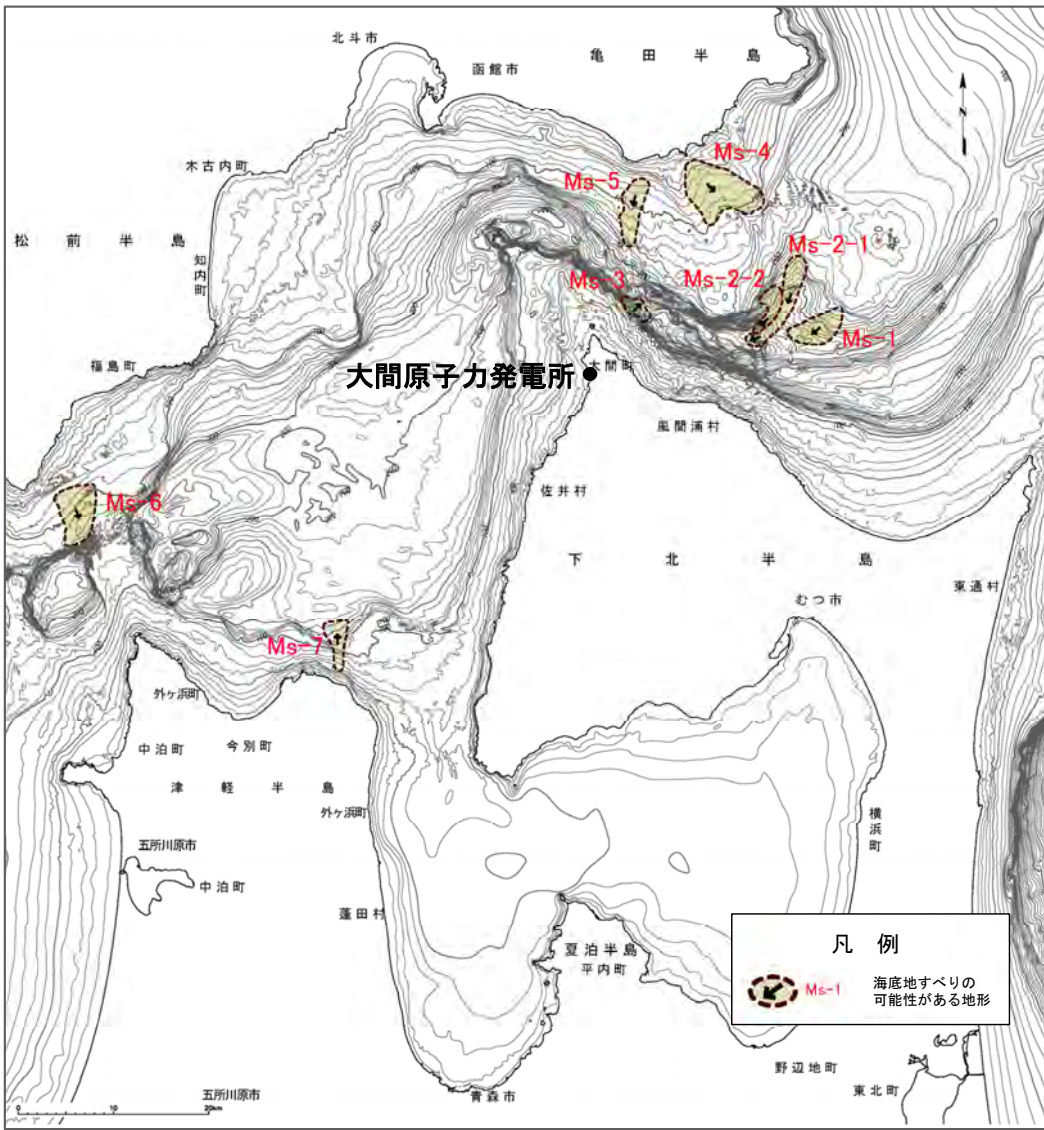 北斗市
函館市
亀田半島
N
木古内町
Ms-4
Ms-5
松前半島
知内町
Ms-2-1
Ms-2-2
Ms-3
Ms-1
福島町
大間町
大間原子力発電所
風間浦村
佐井村
Ms-6
下北半島
東通村
むつ市
Ms-7
外ヶ浜町
中泊町
今別町
津軽半島
外ヶ浜町
横浜町
五所川原市
中泊町
蓬田村
夏泊半島
平内町
凡例
Ms-1
海底地すべりの
可能性がある地形
野辺地町
東北町
五所川原市
青森市
0 10 20km